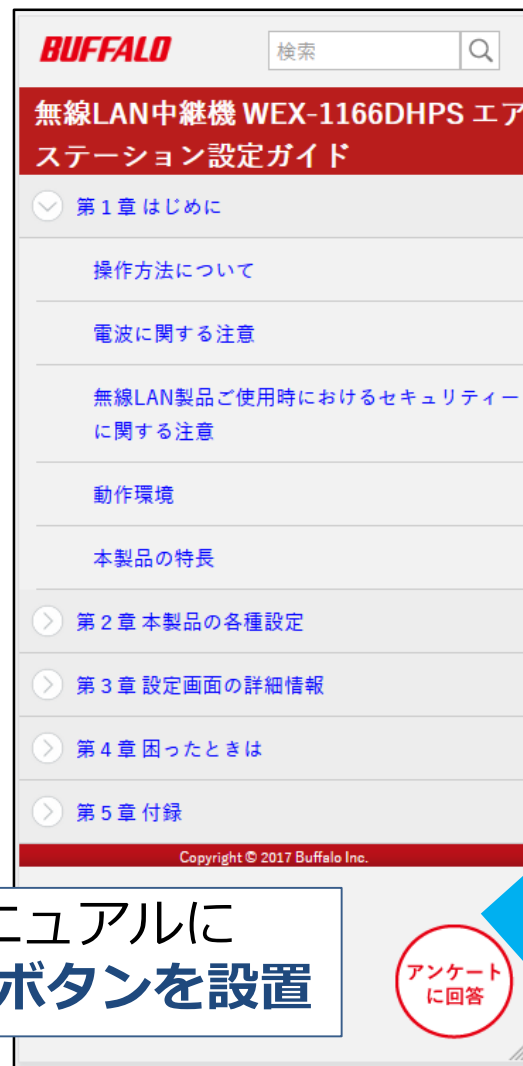 BUFFALO
検索
無線LAN中継機 WEX-1166DHPS エア
ステーション設定ガイド
第1章 はじめに
操作方法について
電波に関する注意
無線LAN製品ご使用時におけるセキュリティー
に関する注意
動作環境
本製品の特長
第2章 本製品の各種設定
第3章 設定画面の詳細情報
第4章 困ったときは
第5章 付録
Copyright © 2017 Buffalo Inc.
ニュアルに
ボタンを設置
アンケート
に回答